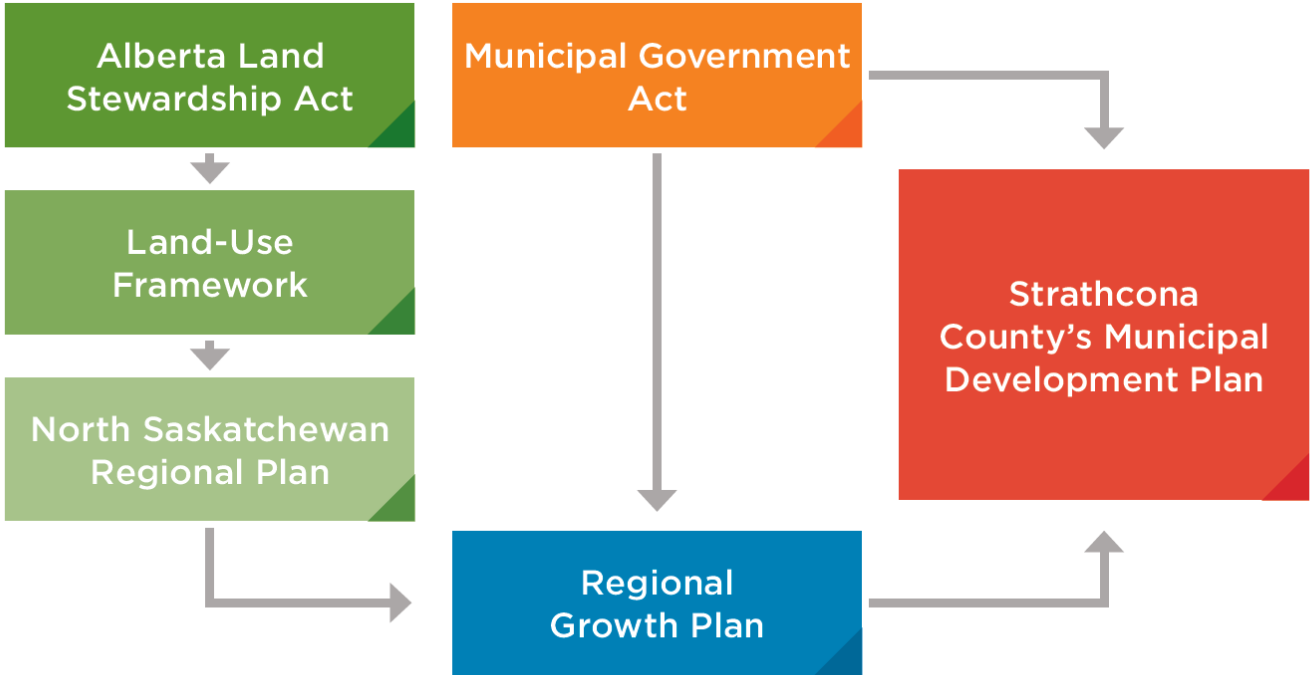 Alberta Land
Stewardship Act
Land-Use
Framework
North Saskatchewan
Regional Plan
Municipal Government
Act
Regional
Growth Plan
Strathcona
County’s Municipal
Development Plan